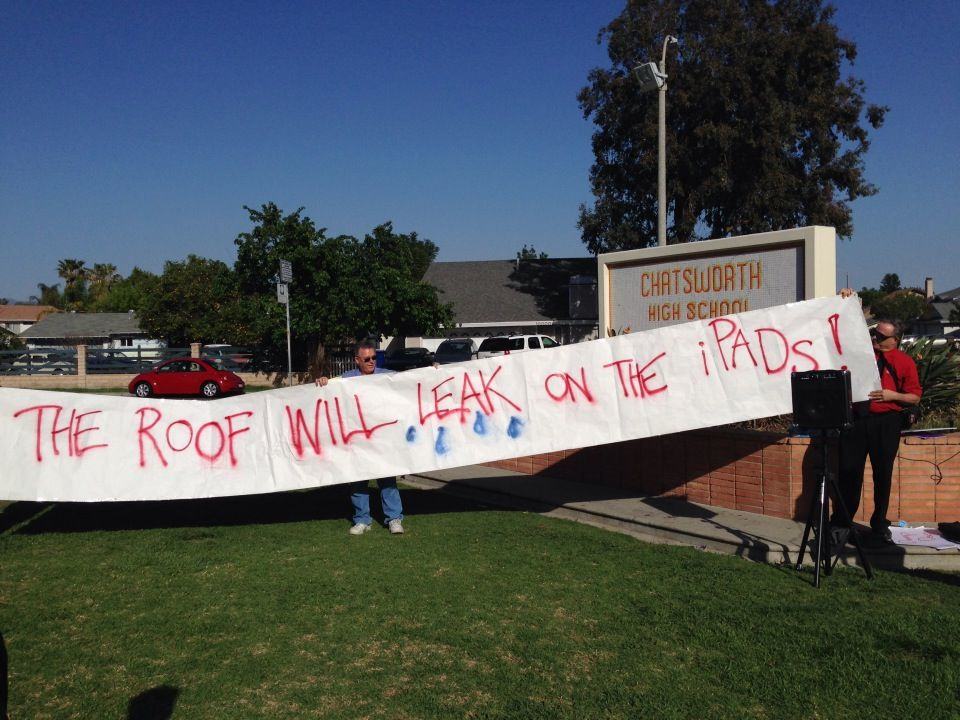 CHATSWORTH
HIGH SCHOOL
THE ROOF WILL LEAK ON THE iPADS!